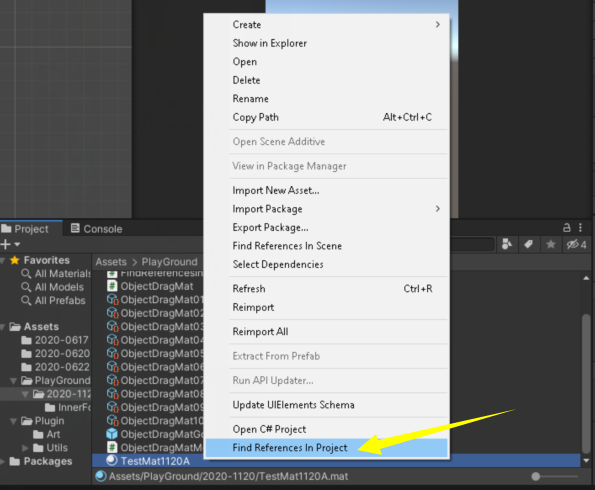 Create
Show in Explorer
Open
Delete
Rename
Copy Path Alt+Ctrl+C
Open Scene Additive
View in Package Manager
Import New Asset...
Import Package
Export Package...
Find References In Scene
Select Dependencies
Refresh Ctrl+R
Reimport
Reimport All
Extract From Prefab
Run API Updater...
Update UIElements Schema
Open C# Project
Find References In Project
Project
Console
4
Favorites
All Materials
All Models
All Prefabs
Assets
2020-0617
2020-0620
2020-0622
PlayGround
2020-112
InnerFo
Plugin
Art
Utils
Packages
Assets > PlayGround
FindReferencesIn
ObjectDragMat
ObjectDragMat01
ObjectDragMat02
ObjectDragMat03
ObjectDragMat04
ObjectDragMat05
ObjectDragMat06
ObjectDragMat07
ObjectDragMat08
ObjectDragMat09
ObjectDragMat10
ObjectDragMatGo
ObjectDragMatM
TestMat1120A
Assets/PlayGround/2020-1120/TestMat1120A.mat